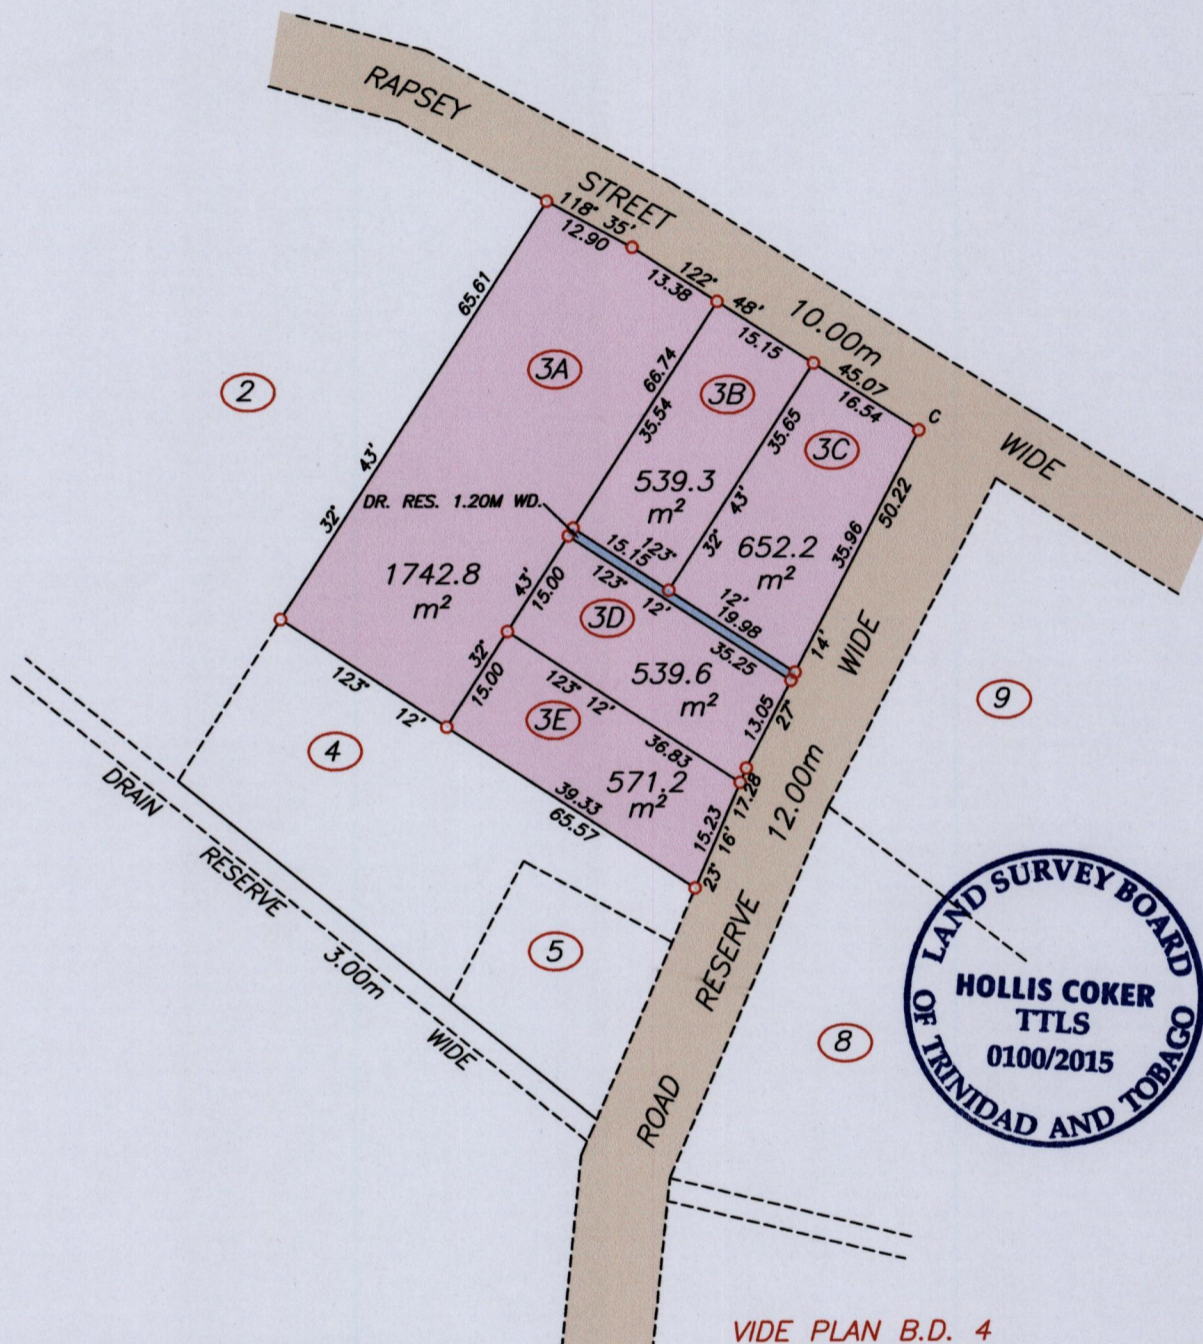 RAPSEY
STREET
10.00m
WIDE
118° 35'
12.90
13.38
122°
48'
15.15
45.07
16.54
C
65.61
43'
32°
2
3A
66.74
35.54
3B
35.65
3C
50.22
35.96
539.3
m²
43'
32°
652.2
m²
DR. RES. 1.20M WD.
123°
15.15
123°
12'
12'
19.98
35.25
14'
27°
1742.8
m²
43'
15.00
3D
539.6
m²
13.05
WIDE
9
32°
15.00
123°
12'
3E
36.83
571.2
m²
17.28
12.00m
123°
12'
4
39.33
65.57
15.23
16'
23°
DRAIN
RESERVE
3.00m
WIDE
5
RESERVE
ROAD
8
LAND SURVEY BOARD
OF TRINIDAD AND TOBAGO
HOLLIS COKER
TTLS
0100/2015
VIDE PLAN B.D. 4